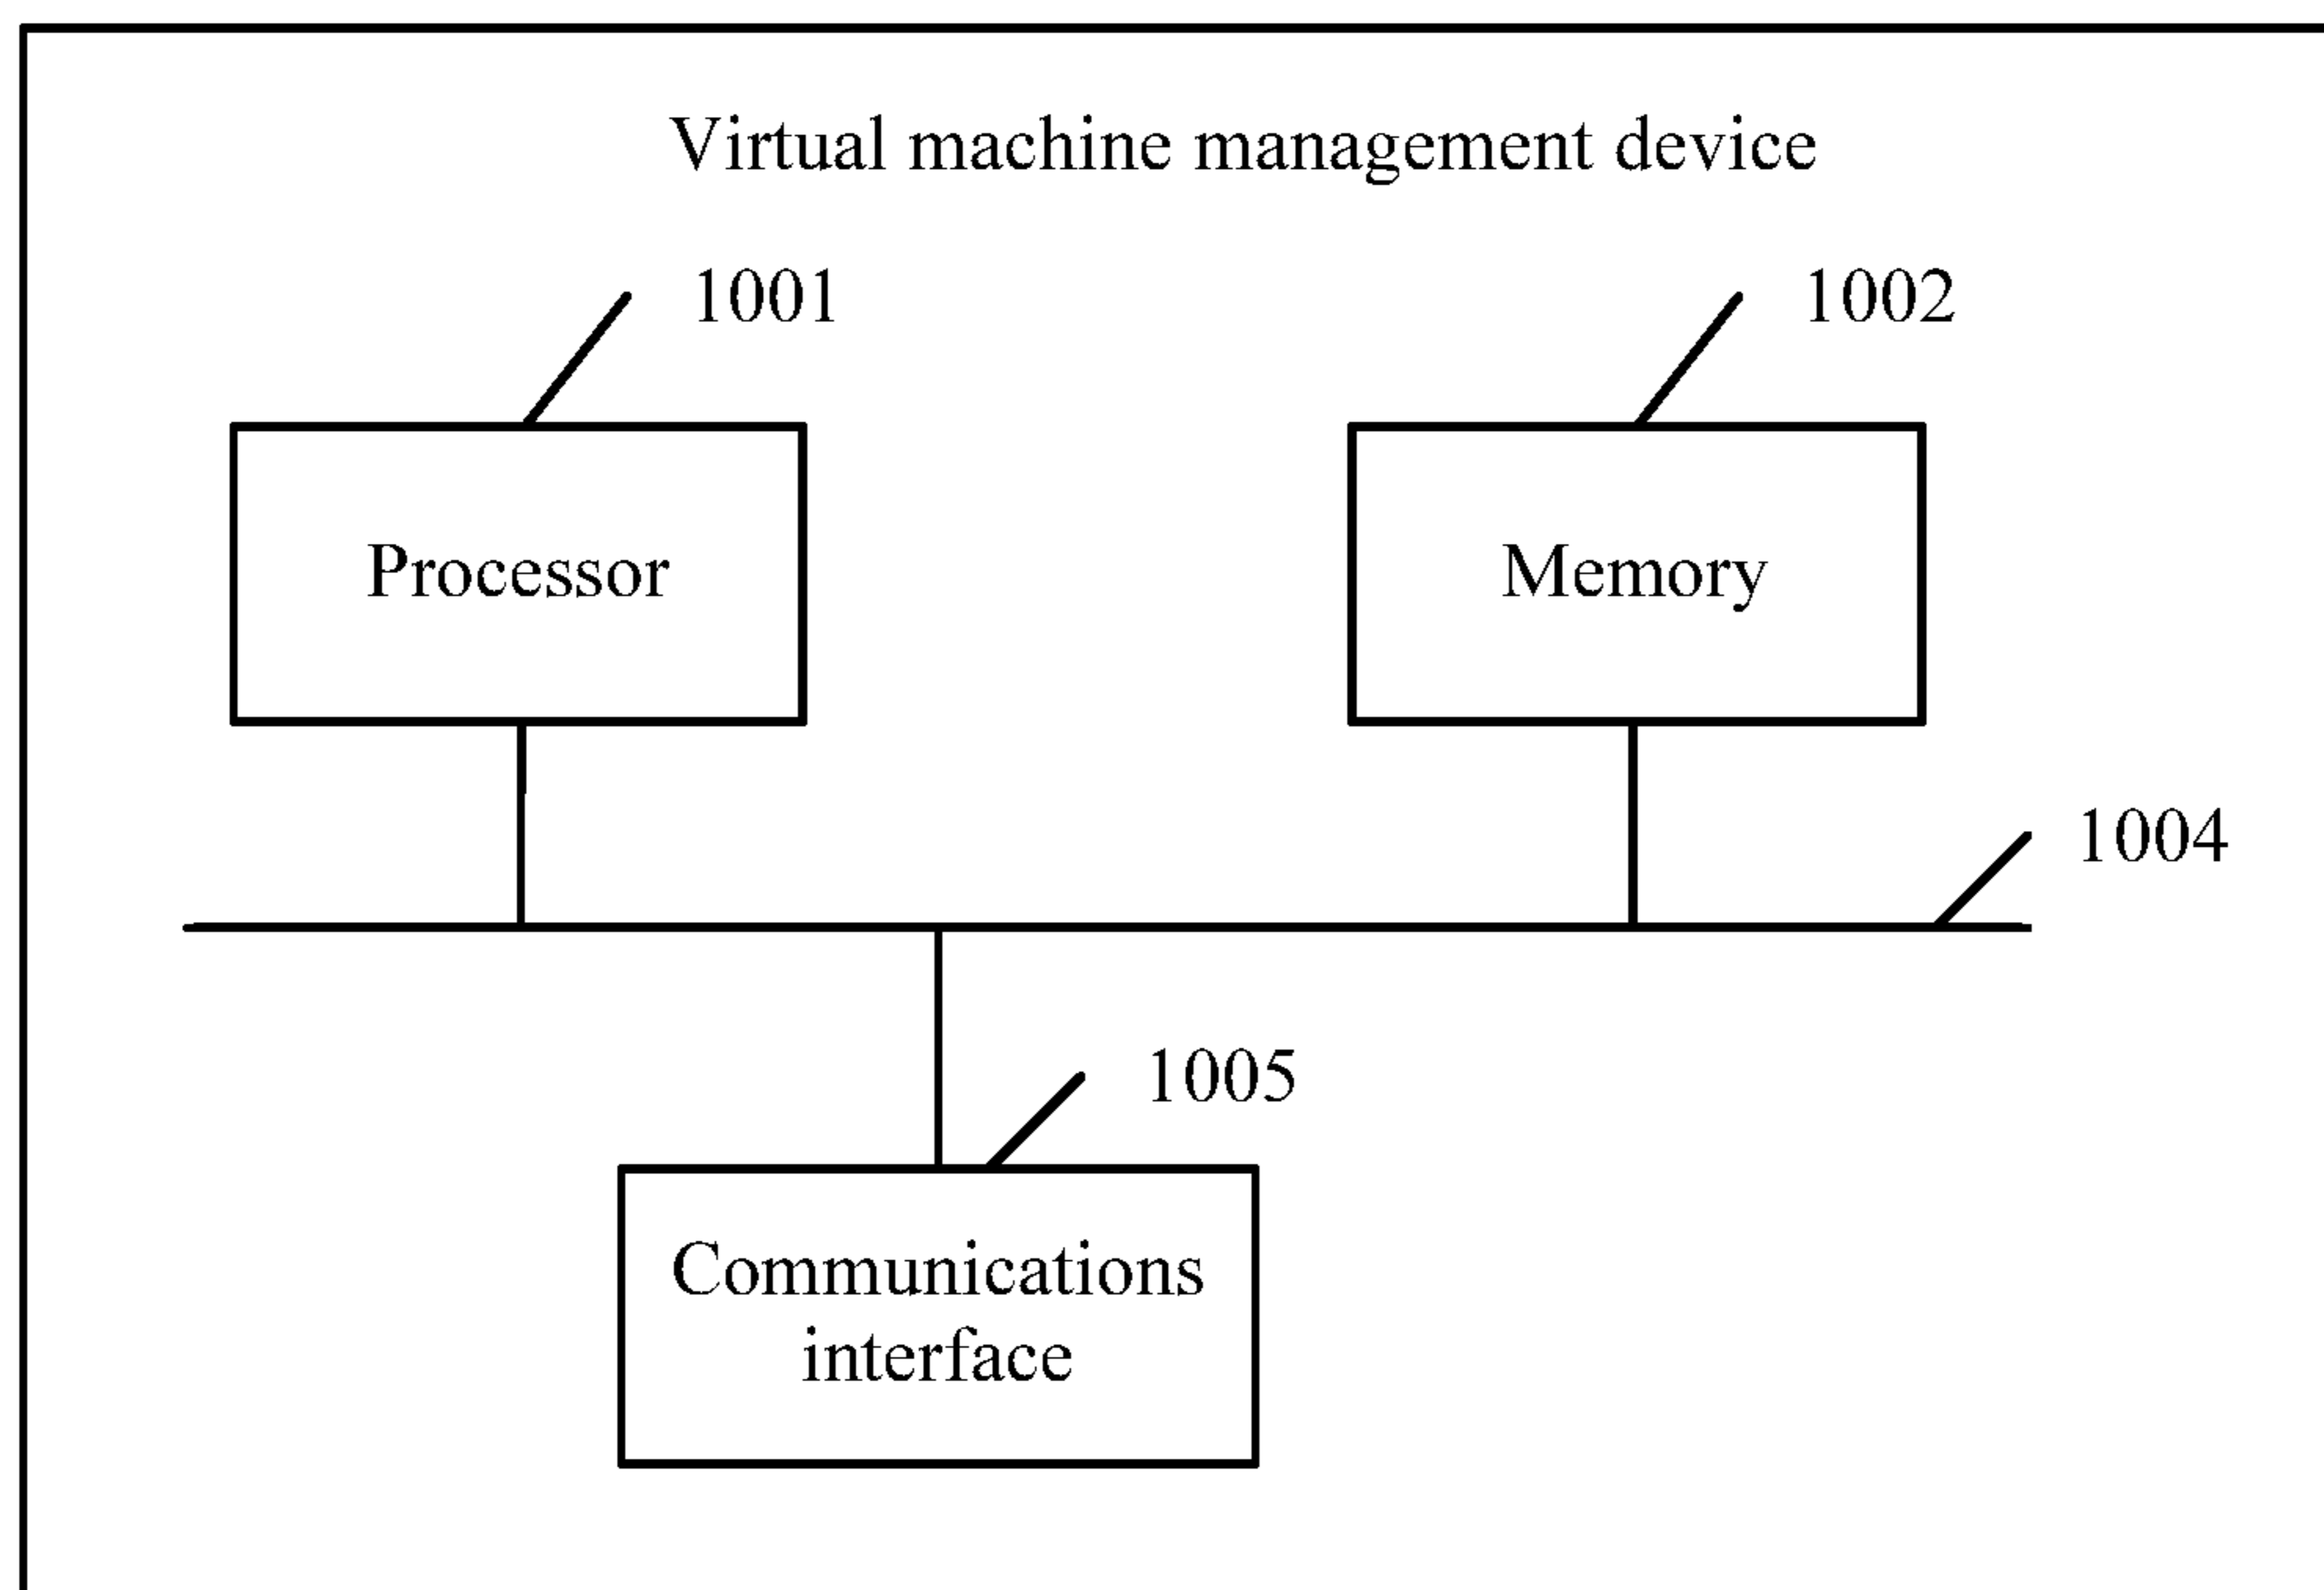 Virtual machine management device
1001
1002
Processor
Memory
1004
1005
Communications
interface